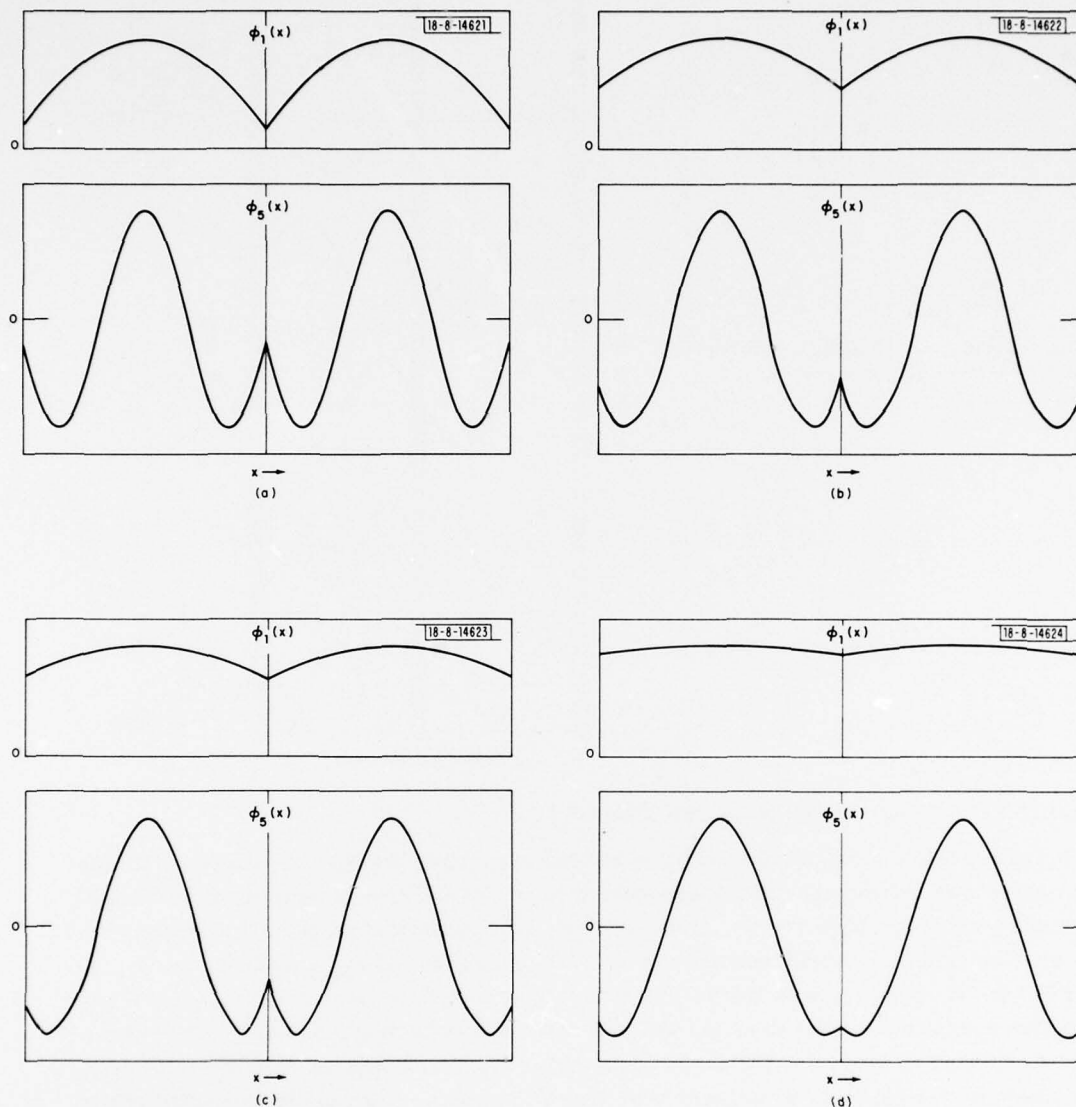 18-8-14621
ϕ₁(x)
0
ϕ₅(x)
0
x →
(a)
18-8-14622
ϕ₁(x)
0
ϕ₅(x)
0
x →
(b)
18-8-14623
ϕ₁(x)
0
ϕ₅(x)
0
x →
(c)
18-8-14624
ϕ₁(x)
0
ϕ₅(x)
0
x →
(d)